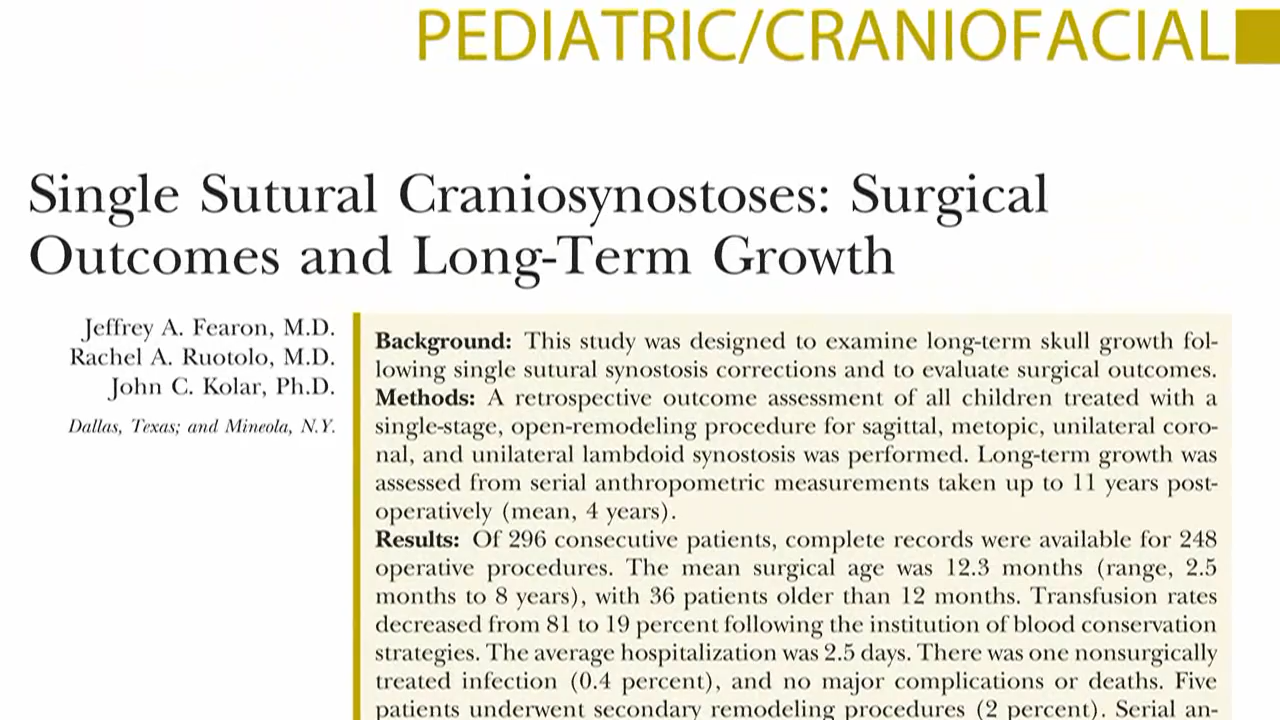 PEDIATRIC/CRANIOFACIAL
Single Sutural Craniosynostoses: Surgical
Outcomes and Long-Term Growth
Jeffrey A. Fearon, M.D.
Rachel A. Ruotolo, M.D.
John C. Kolar, Ph.D.
Dallas, Texas; and Mineola, N.Y.
Background: This study was designed to examine long-term skull growth fol-
lowing single sutural synostosis corrections and to evaluate surgical outcomes.
Methods: A retrospective outcome assessment of all children treated with a
single-stage, open-remodeling procedure for sagittal, metopic, unilateral coro-
nal, and unilateral lambdoid synostosis was performed. Long-term growth was
assessed from serial anthropometric measurements taken up to 11 years post-
operatively (mean, 4 years).
Results: Of 296 consecutive patients, complete records were available for 248
operative procedures. The mean surgical age was 12.3 months (range, 2.5
months to 8 years), with 36 patients older than 12 months. Transfusion rates
decreased from 81 to 19 percent following the institution of blood conservation
strategies. The average hospitalization was 2.5 days. There was one nonsurgically
treated infection (0.4 percent), and no major complications or deaths. Five
patients underwent secondary remodeling procedures (2 percent). Serial an-